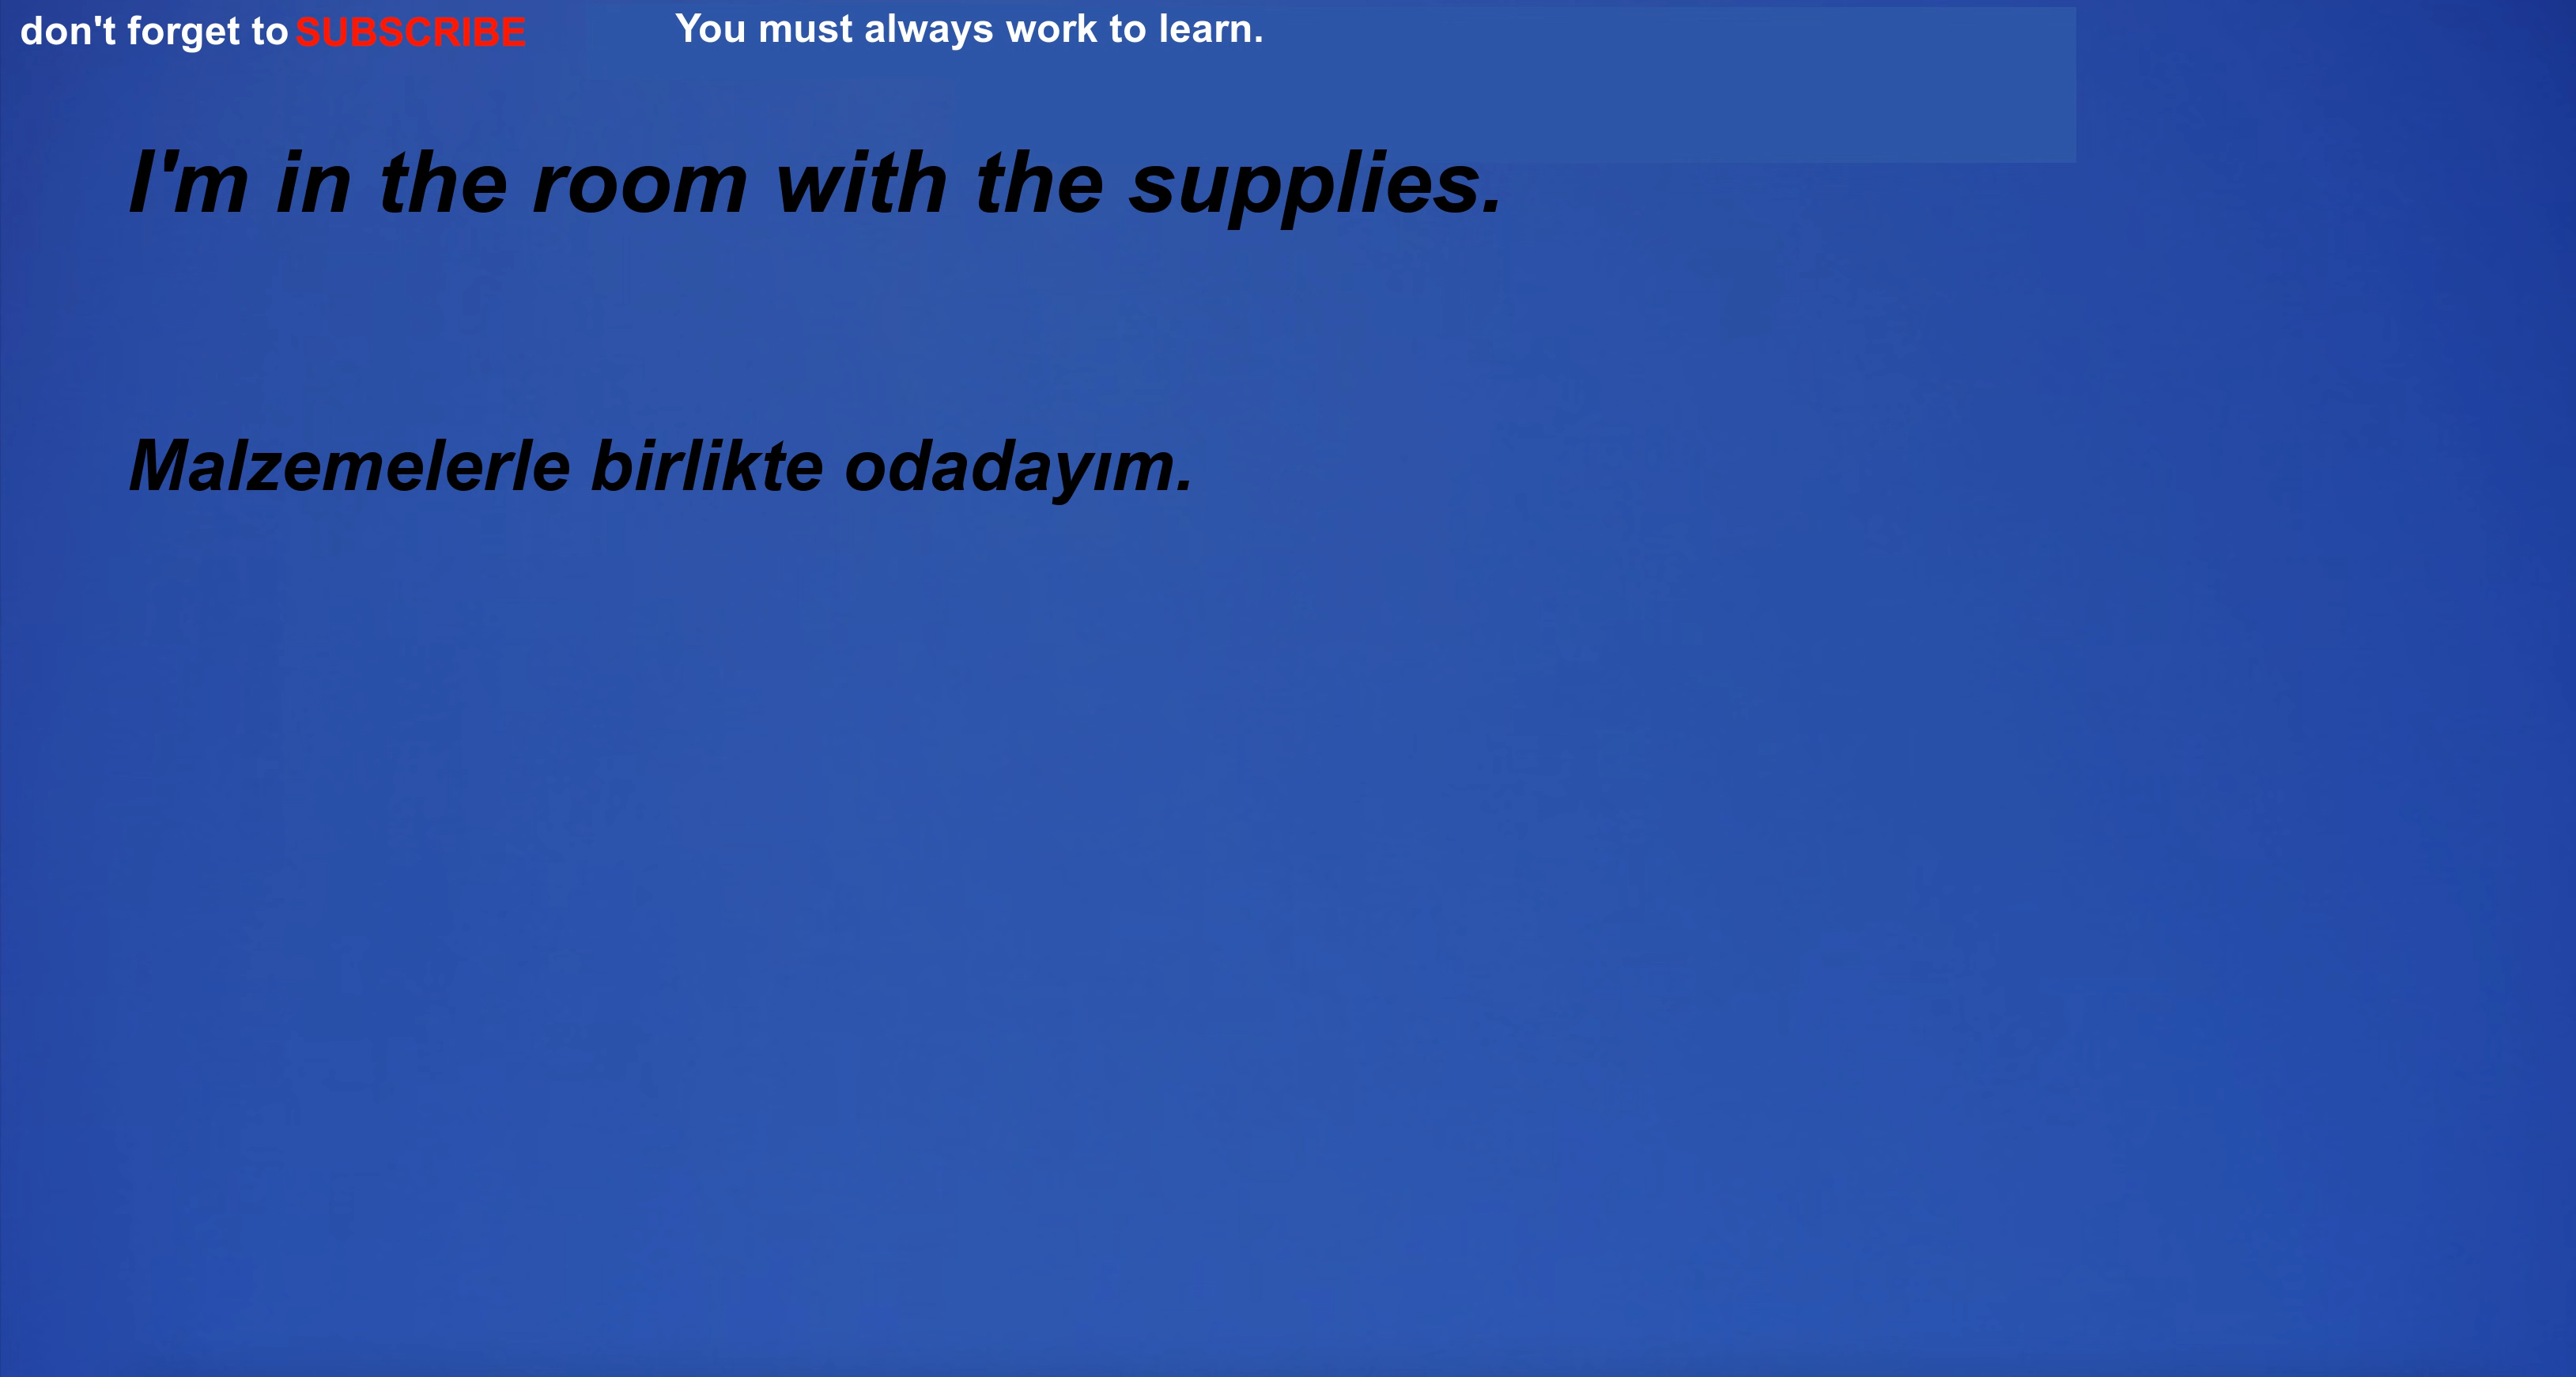 don't forget to SUBSCRIBE You must always work to learn.
I'm in the room with the supplies.
Malzemelerle birlikte odadayım.